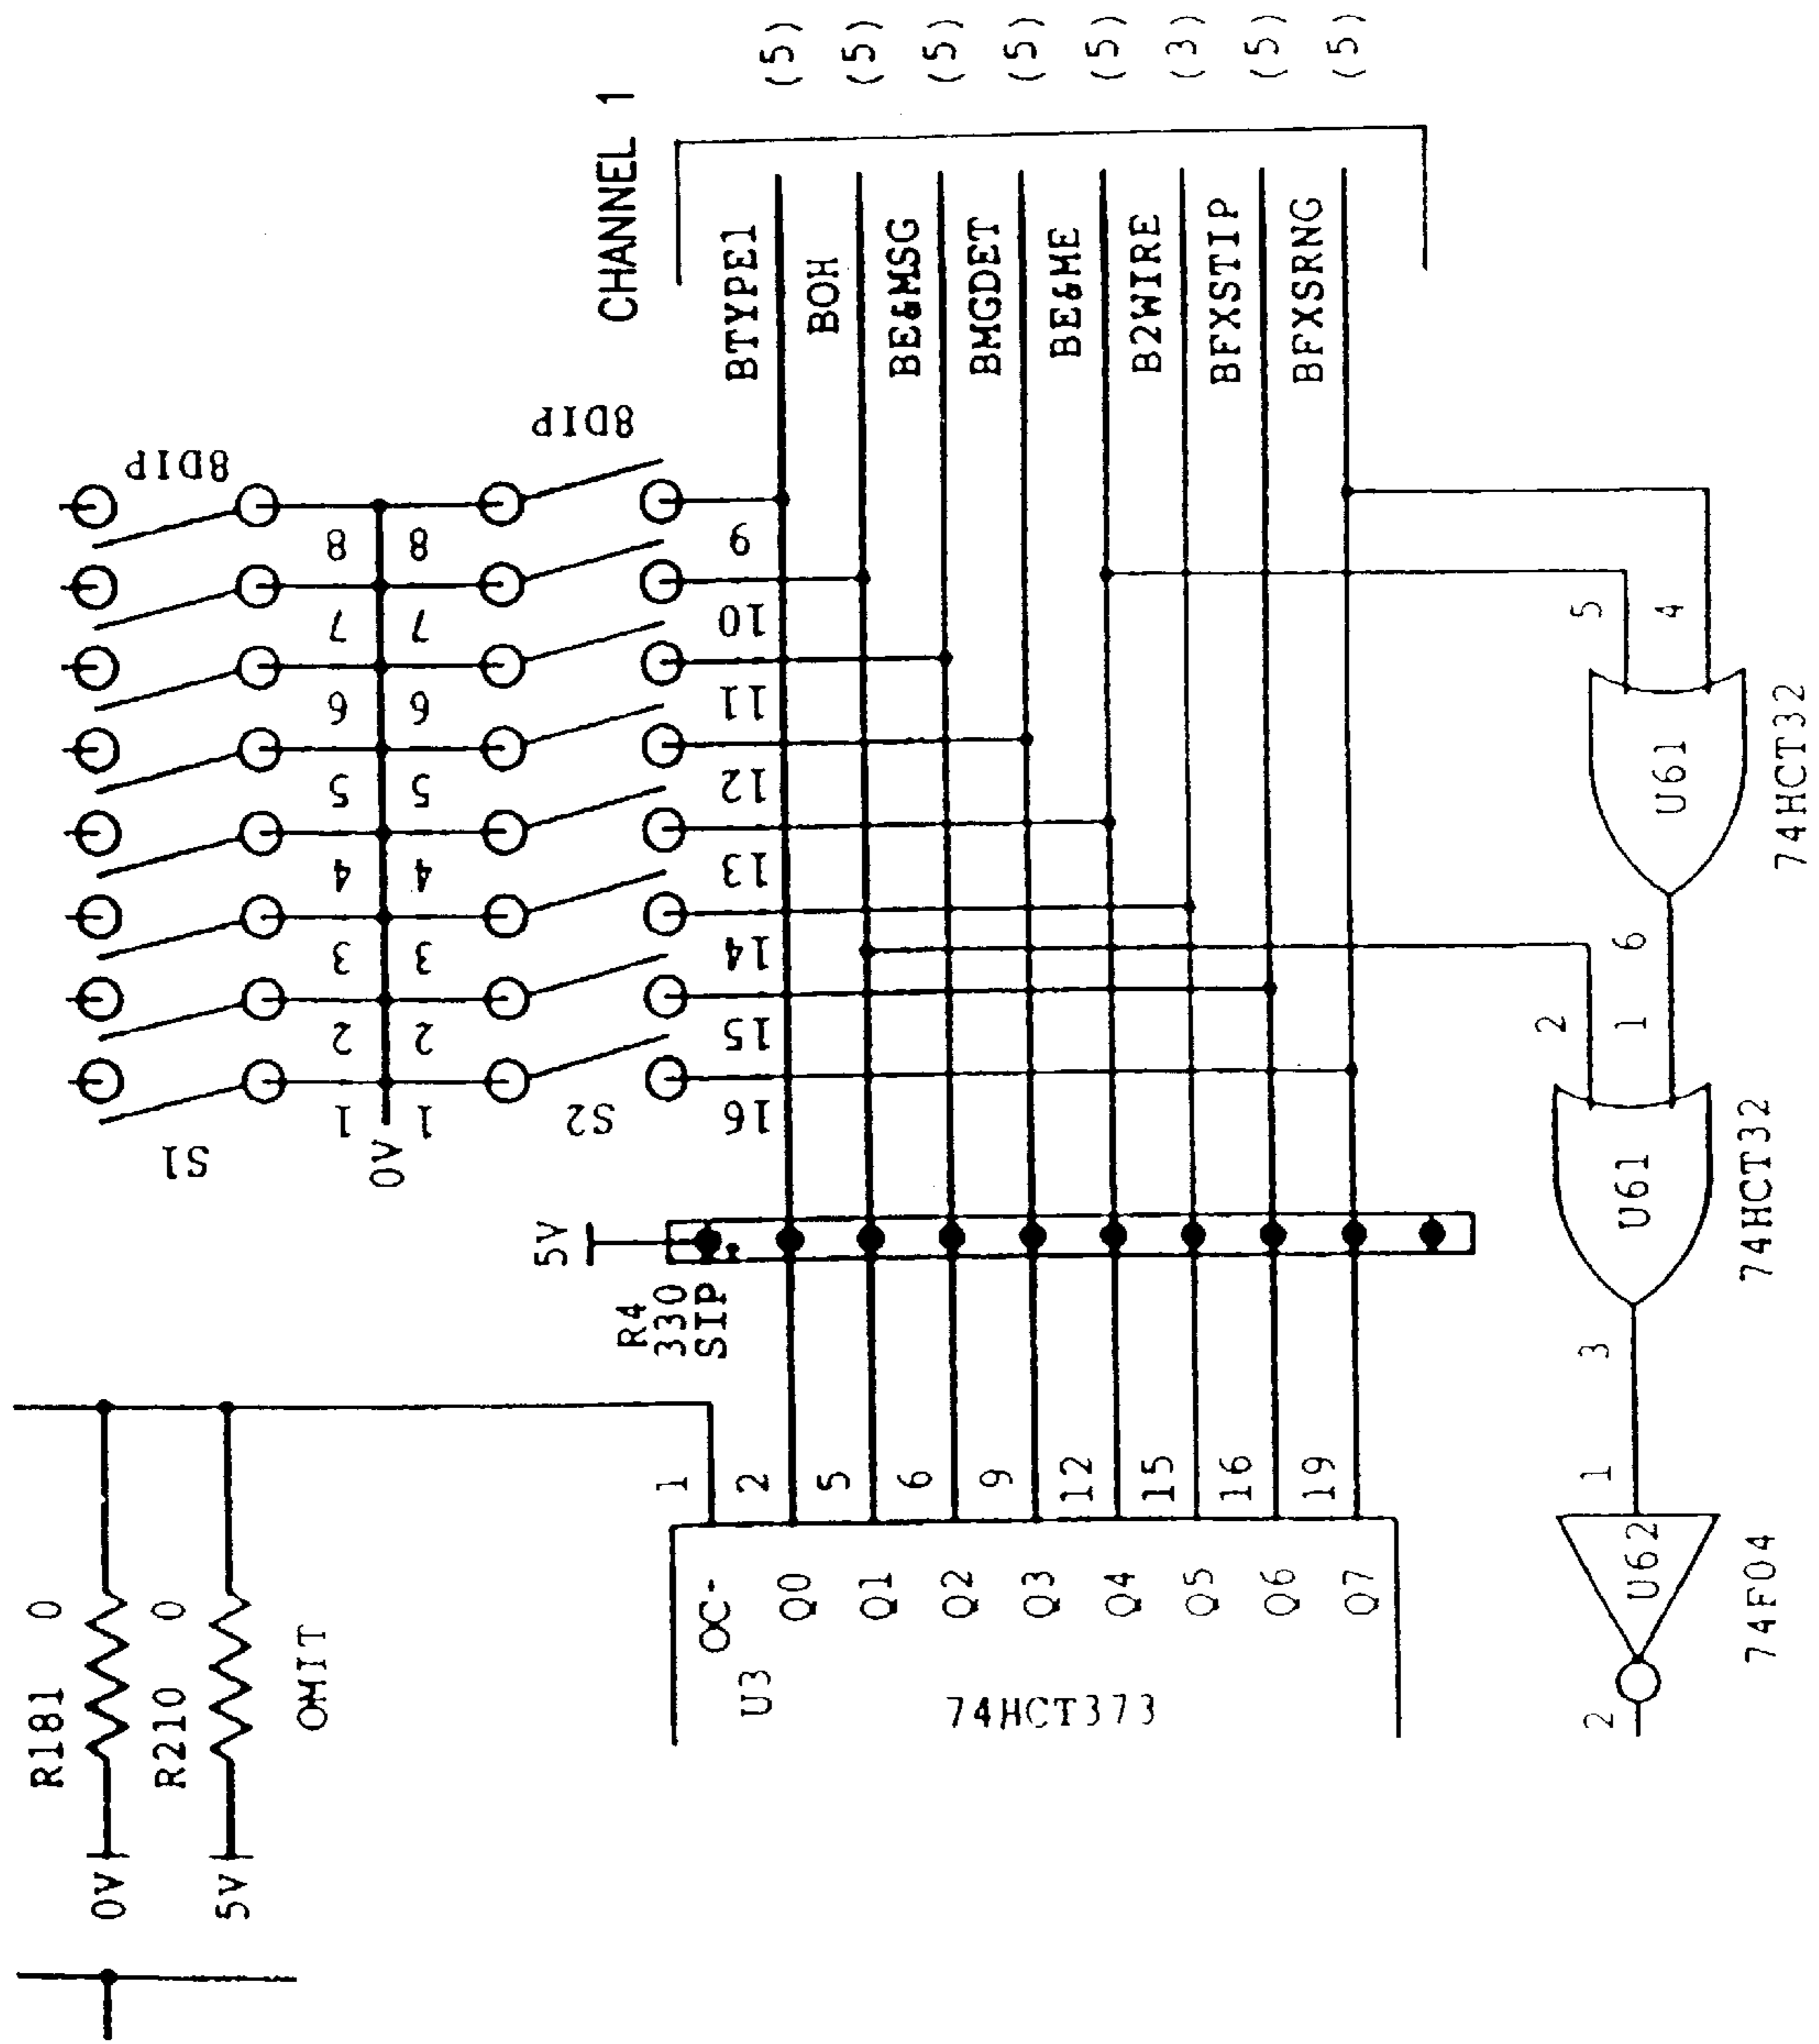 CHANNEL 1
BTYPE1 (5)
BOH (5)
BE&MSG (5)
BMGDET (5)
BE&ME (5)
B2WIRE (3)
BFXSTIP (5)
BFXSRNG (5)
8DIP
8DIP
8 7 6 5 4 3 2 1
8 7 6 5 4 3 2 1
S1
0V
S2
9 10 11 12 13 14 15 16
5V
R4
330
SIP
R181 0
0V
R210 0
5V
OMIT
1 OC-
2 Q0
5 Q1
6 Q2
9 Q3
12 Q4
15 Q5
16 Q6
19 Q7
U3
74HCT373
5
4
U61
74HCT32
6
2
1
U61
74HCT32
3
1
U62
74F04
2